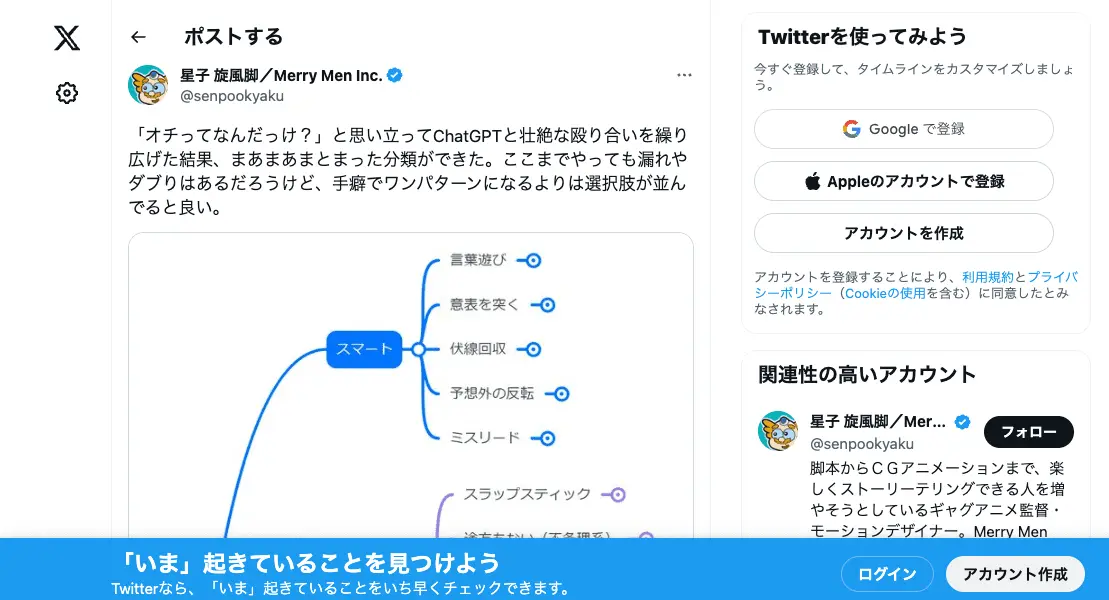 ポストする
星子 旋風脚／Merry Men Inc.
@senpookyaku
「オチってなんだっけ？」と思い立ってChatGPTと壮絶な殴り合いを繰り
広げた結果、まあまあまとまった分類ができた。ここまでやっても漏れや
ダブりはあるだろうけど、手癖でワンパターンになるよりは選択肢が並ん
でると良い。
言葉遊び
意表を突く
スマート
伏線回収
予想外の反転
ミスリード
スラップスティック
途方もない（不条理系）
Twitterを使ってみよう
今すぐ登録して、タイムラインをカスタマイズしましょ
う。
Google で登録
Appleのアカウントで登録
アカウントを作成
アカウントを登録することにより、利用規約とプライバ
シーポリシー（Cookieの使用を含む）に同意したとみ
なされます。
関連性の高いアカウント
星子 旋風脚／Mer...
@senpookyaku
フォロー
脚本からＣＧアニメーションまで、楽
しくストーリーテリングできる人を増
やそうとしているギャグアニメ監督・
モーションデザイナー。Merry Men
「いま」起きていることを見つけよう
Twitterなら、「いま」起きていることをいち早くチェックできます。
ログイン
アカウント作成